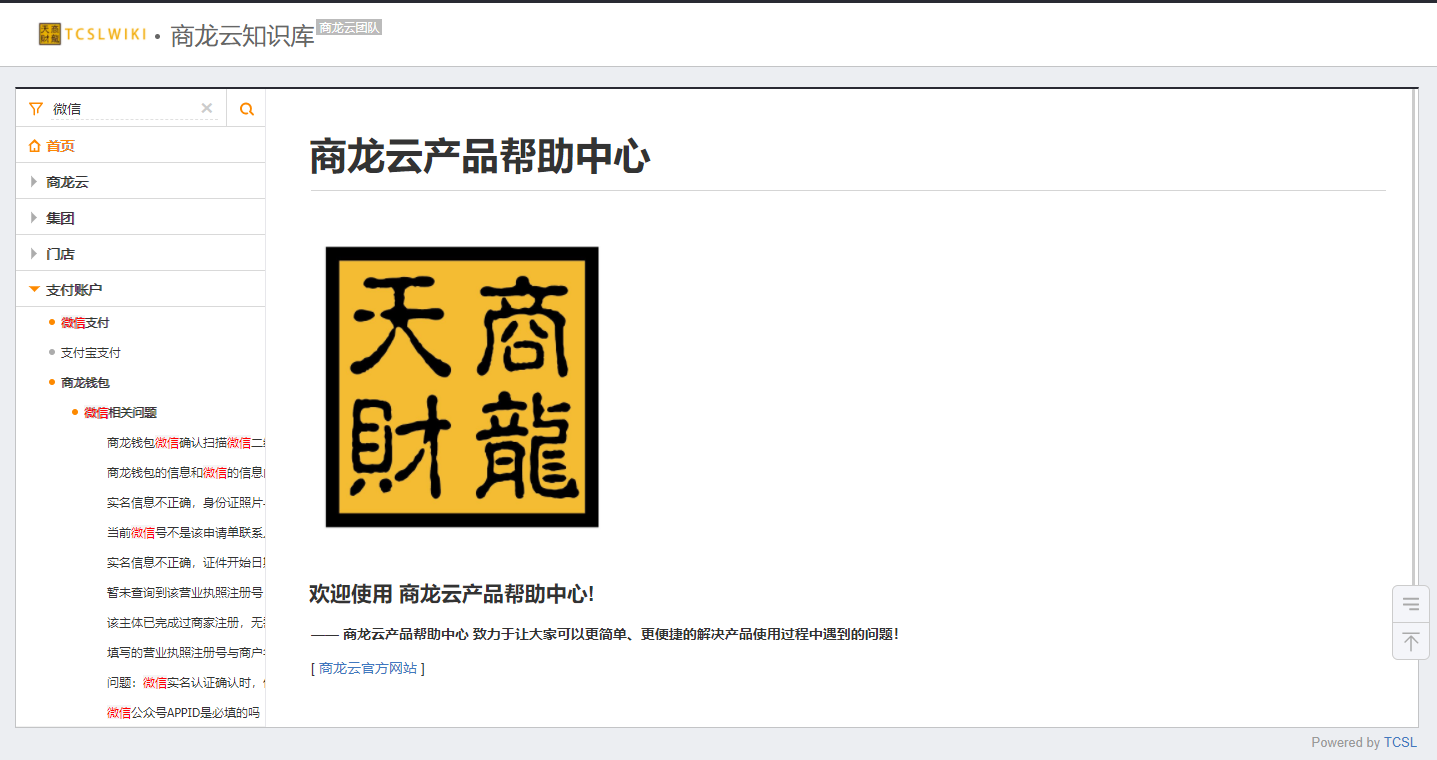 天商
财龍
TCSLWIKI · 商龙云知识库 商龙云团队
微信
首页
商龙云
集团
门店
支付账户
微信支付
支付宝支付
商龙钱包
微信相关问题
商龙钱包微信确认扫描微信二
商龙钱包的信息和微信的信息
实名信息不正确，身份证照片
当前微信号不是该申请单联系
实名信息不正确，证件开始日
暂未查询到该营业执照注册号
该主体已完成过商家注册，无
填写的营业执照注册号与商户
问题：微信实名认证确认时，
微信公众号APPID是必填的吗
商龙云产品帮助中心
天商
財龍
欢迎使用 商龙云产品帮助中心!
—— 商龙云产品帮助中心 致力于让大家可以更简单、更便捷的解决产品使用过程中遇到的问题！
[ 商龙云官方网站 ]
Powered by TCSL